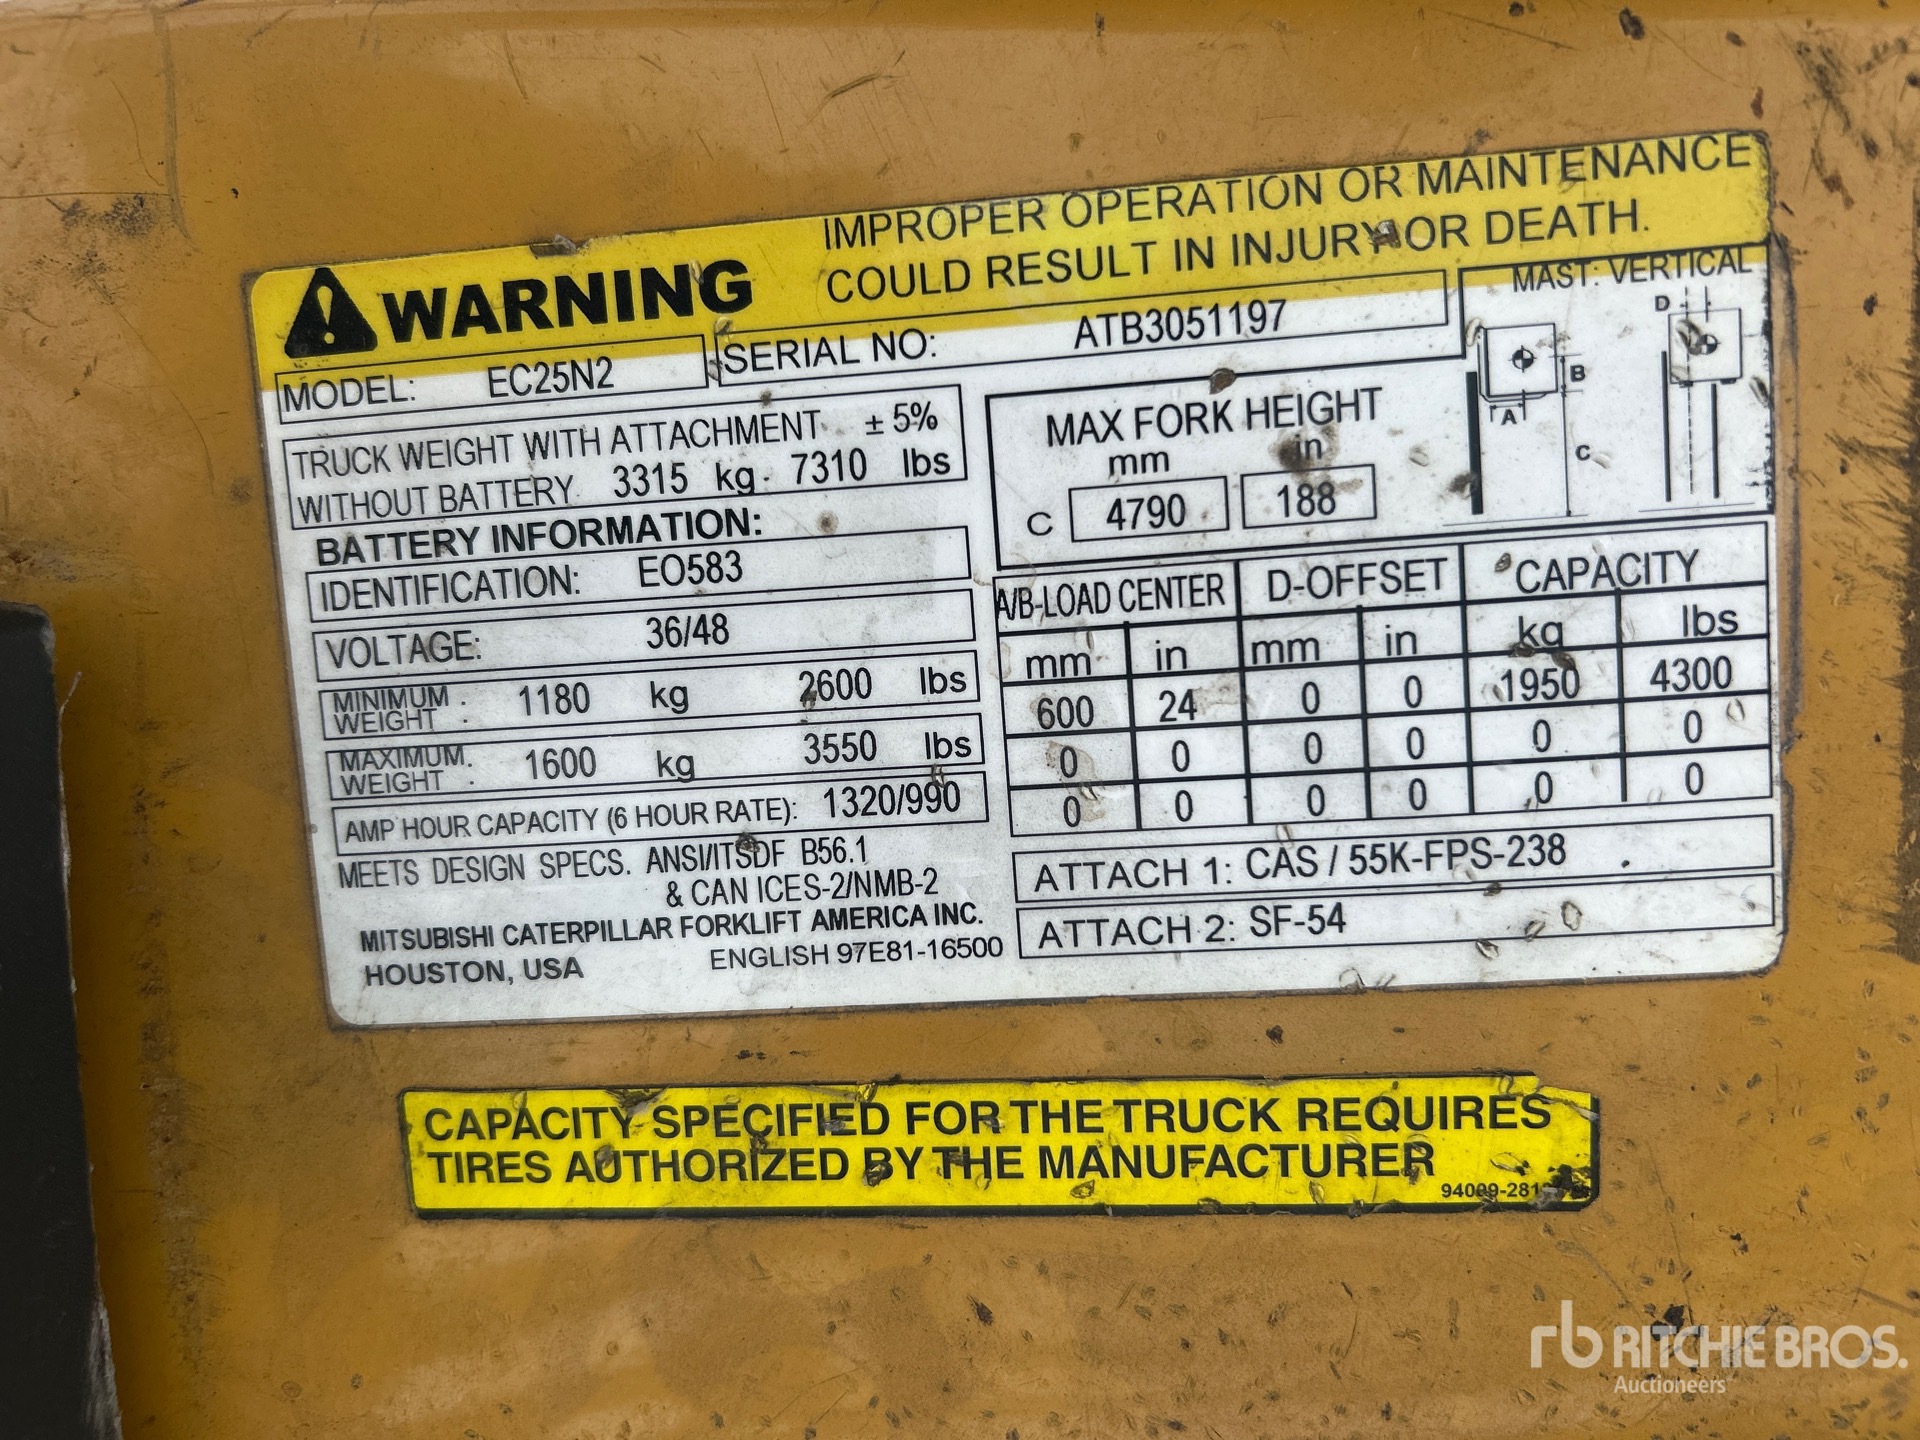 WARNING
IMPROPER OPERATION OR MAINTENANCE
COULD RESULT IN INJURY OR DEATH.
MODEL: EC25N2
SERIAL NO: ATB3051197
MAST: VERTICAL
D
B
A
C
TRUCK WEIGHT WITH ATTACHMENT ± 5%
WITHOUT BATTERY 3315 kg 7310 lbs
BATTERY INFORMATION:
IDENTIFICATION: EO583
VOLTAGE: 36/48
MINIMUM WEIGHT 1180 kg 2600 lbs
MAXIMUM WEIGHT 1600 kg 3550 lbs
AMP HOUR CAPACITY (6 HOUR RATE): 1320/990
MEETS DESIGN SPECS. ANSI/ITSDF B56.1
& CAN ICES-2/NMB-2
MITSUBISHI CATERPILLAR FORKLIFT AMERICA INC.
HOUSTON, USA ENGLISH 97E81-16500
MAX FORK HEIGHT
mm in
C 4790 188
A/B-LOAD CENTER D-OFFSET CAPACITY
mm in mm in kg lbs
600 24 0 0 1950 4300
0 0 0 0 0 0
0 0 0 0 0 0
ATTACH 1: CAS / 55K-FPS-238
ATTACH 2: SF-54
CAPACITY SPECIFIED FOR THE TRUCK REQUIRES
TIRES AUTHORIZED BY THE MANUFACTURER
rb RITCHIE BROS.
Auctioneers